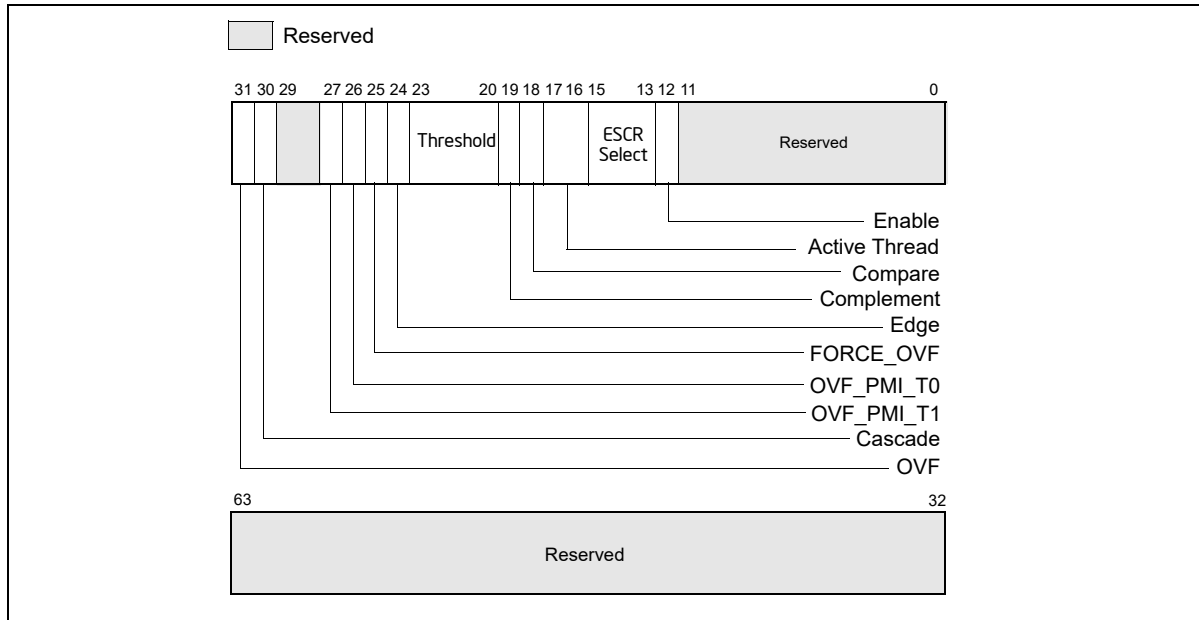 Reserved
31 30 29 27 26 25 24 23 20 19 18 17 16 15 13 12 11 0
Threshold
ESCR
Select
Reserved
Enable
Active Thread
Compare
Complement
Edge
FORCE_OVF
OVF_PMI_T0
OVF_PMI_T1
Cascade
OVF
63 32
Reserved